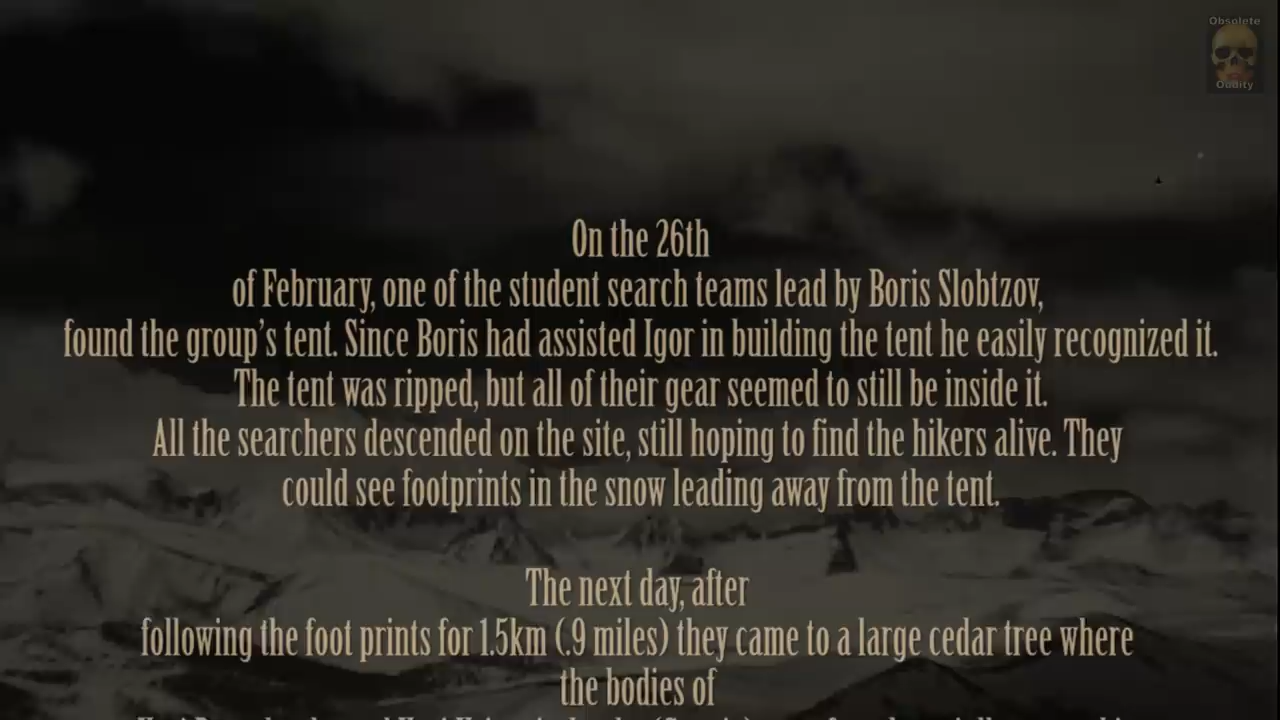 Obsolete
Oddity
On the 26th
of February, one of the student search teams lead by Boris Slobtzov,
found the group's tent. Since Boris had assisted Igor in building the tent he easily recognized it.
The tent was ripped, but all of their gear seemed to still be inside it.
All the searchers descended on the site, still hoping to find the hikers alive. They
could see footprints in the snow leading away from the tent.
The next day, after
following the foot prints for 1.5km (.9 miles) they came to a large cedar tree where
the bodies of